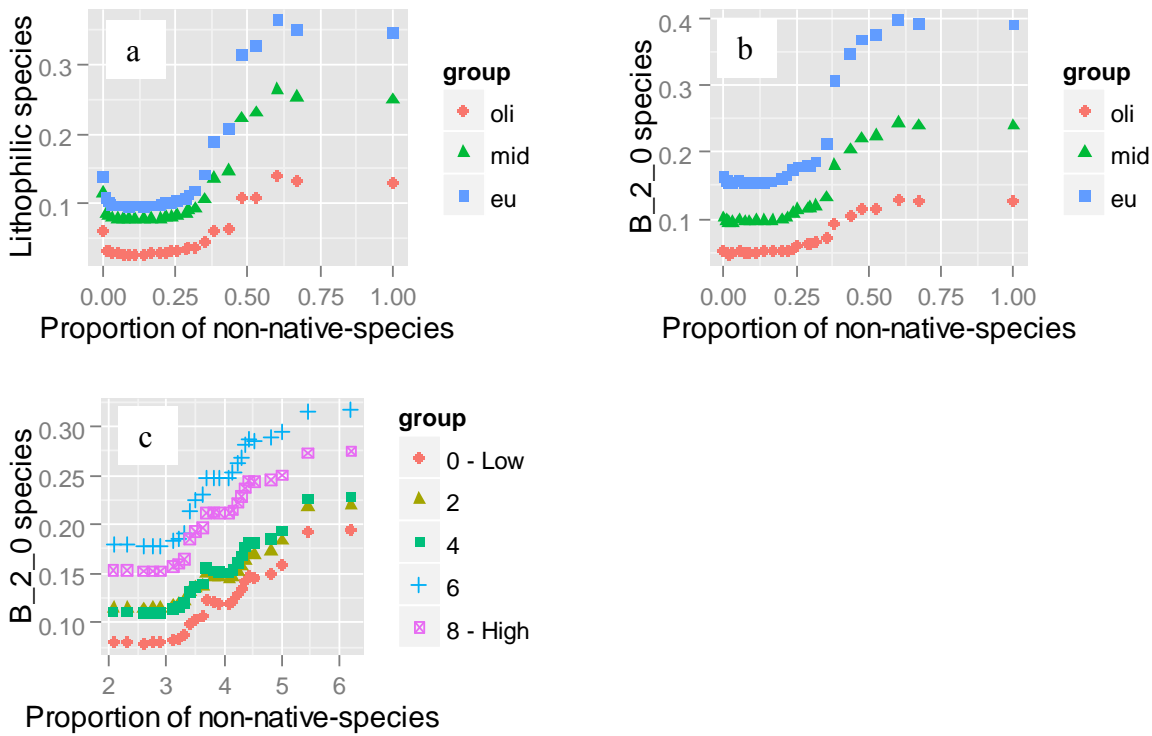 a
Lithophilic species
0.3
0.2
0.1
0.00 0.25 0.50 0.75 1.00
Proportion of non-native-species
group
oli
mid
eu
b
B_2_0 species
0.4
0.3
0.2
0.1
0.00 0.25 0.50 0.75 1.00
Proportion of non-native-species
group
oli
mid
eu
c
B_2_0 species
0.30
0.25
0.20
0.15
0.10
2 3 4 5 6
Proportion of non-native-species
group
0 - Low
2
4
6
8 - High